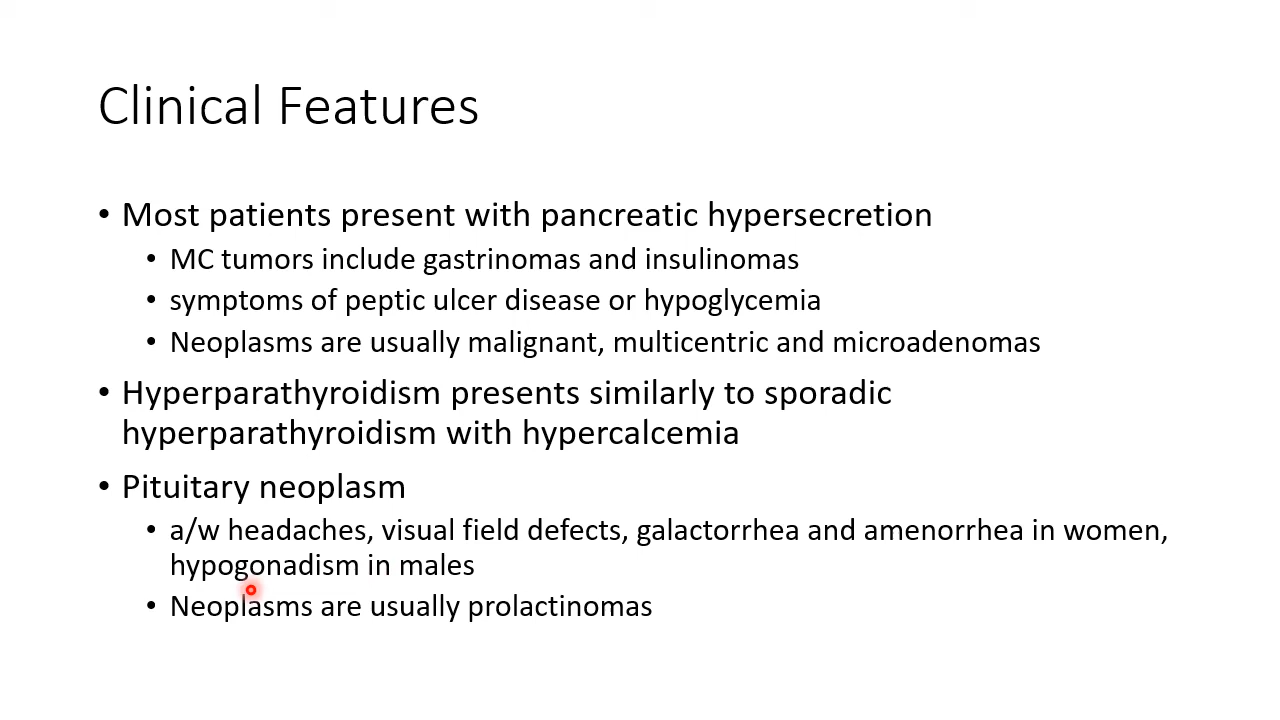 Clinical Features
• Most patients present with pancreatic hypersecretion
• MC tumors include gastrinomas and insulinomas
• symptoms of peptic ulcer disease or hypoglycemia
• Neoplasms are usually malignant, multicentric and microadenomas
• Hyperparathyroidism presents similarly to sporadic
hyperparathyroidism with hypercalcemia
• Pituitary neoplasm
• a/w headaches, visual field defects, galactorrhea and amenorrhea in women,
hypogonadism in males
• Neoplasms are usually prolactinomas